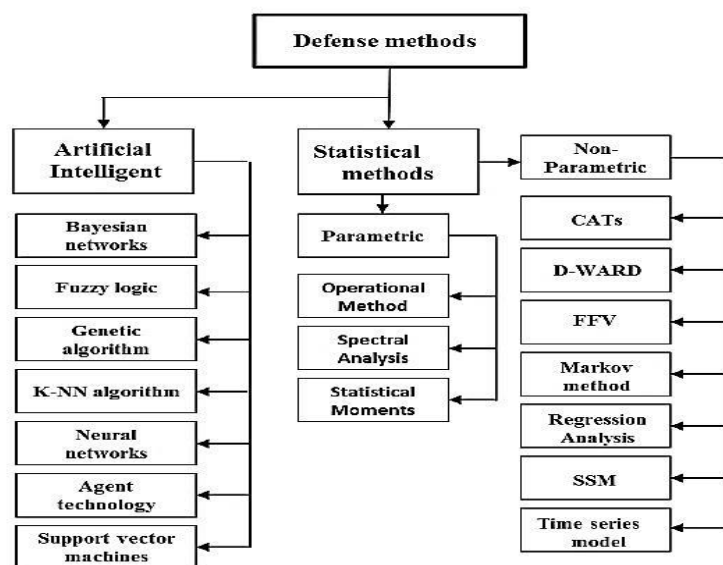 Defense methods
Artificial
Intelligent
Bayesian
networks
Fuzzy logic
Genetic
algorithm
K-NN algorithm
Neural
networks
Agent
technology
Support vector
machines
Statistical
methods
Parametric
Operational
Method
Spectral
Analysis
Statistical
Moments
Non-
Parametric
CATs
D-WARD
FFV
Markov
method
Regression
Analysis
SSM
Time series
model